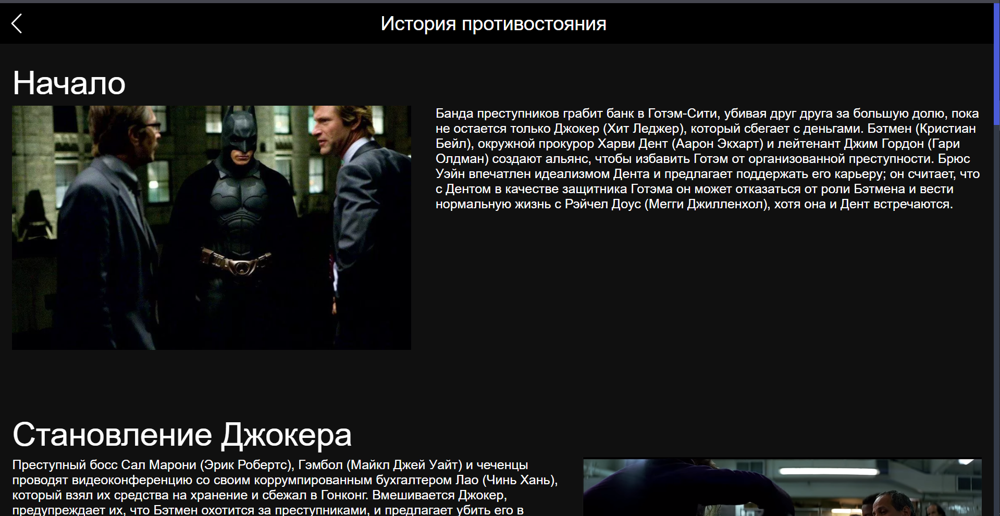 История противостояния
Начало
Банда преступников грабит банк в Готэм-Сити, убивая друг друга за большую долю, пока
не остается только Джокер (Хит Леджер), который сбегает с деньгами. Бэтмен (Кристиан
Бейл), окружной прокурор Харви Дент (Аарон Экхарт) и лейтенант Джим Гордон (Гари
Олдман) создают альянс, чтобы избавить Готэм от организованной преступности. Брюс
Уэйн впечатлен идеализмом Дента и предлагает поддержать его карьеру; он считает, что
с Дентом в качестве защитника Готэма он может отказаться от роли Бэтмена и вести
нормальную жизнь с Рэйчел Доус (Мегги Джилленхол), хотя она и Дент встречаются.
Становление Джокера
Преступный босс Сал Марони (Эрик Робертс), Гэмбол (Майкл Джей Уайт) и чеченцы
проводят видеоконференцию со своим коррумпированным бухгалтером Лао (Чинь Хань),
который взял их средства на хранение и сбежал в Гонконг. Вмешивается Джокер,
предупреждает их, что Бэтмен охотится за преступниками, и предлагает убить его в